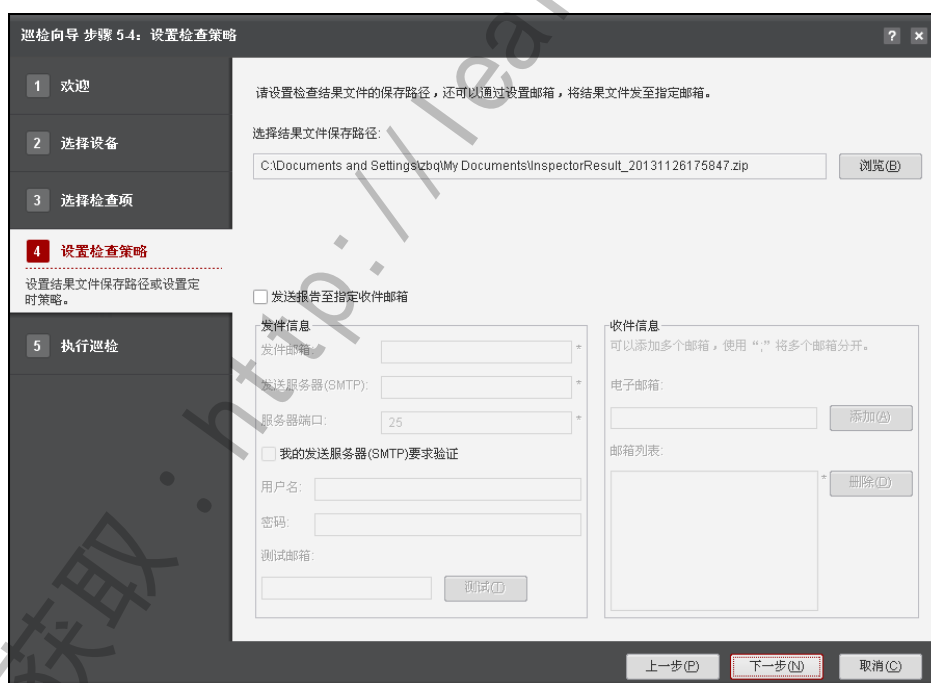 巡检向导 步骤 5-4：设置检查策略
? ×
1 欢迎
2 选择设备
3 选择检查项
4 设置检查策略
设置结果文件保存路径或设置定
时策略。
5 执行巡检
请设置检查结果文件的保存路径，还可以通过设置邮箱，将结果文件发至指定邮箱。
选择结果文件保存路径:
C:\Documents and Settings\zbq\My Documents\InspectorResult_20131126175847.zip
浏览(B)
发送报告至指定收件邮箱
发件信息
发件邮箱: *
发送服务器(SMTP): *
服务器端口: 25 *
我的发送服务器(SMTP)要求验证
用户名:
密码:
测试邮箱:
测试(T)
收件信息
可以添加多个邮箱，使用“;”将多个邮箱分开。
电子邮箱:
添加(A)
邮箱列表:
* 删除(D)
上一步(P) 下一步(N) 取消(C)
获取：http://lear